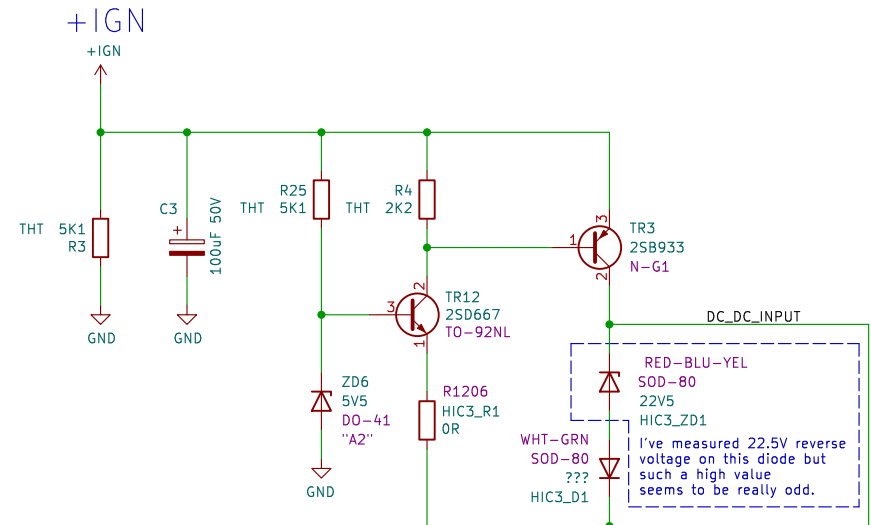 +IGN
+IGN
THT 5K1
R3
GND
C3
+
100uF 50V
GND
R25
THT 5K1
R4
THT 2K2
3
2
1
TR12
2SD667
TO-92NL
ZD6
5V5
DO-41
"A2"
GND
R1206
HIC3_R1
0R
1
3
2
TR3
2SB933
N-G1
DC_DC_INPUT
RED-BLU-YEL
SOD-80
22V5
HIC3_ZD1
WHT-GRN
SOD-80
???
HIC3_D1
I've measured 22.5V reverse
voltage on this diode but
such a high value
seems to be really odd.